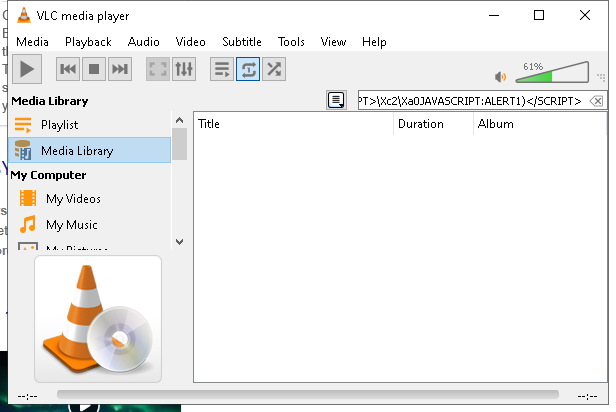 VLC media player
Media Playback Audio Video Subtitle Tools View Help
61%
Media Library
PT>\Xc2\Xa0JAVASCRIPT:ALERT1)</SCRIPT>
Playlist
Title Duration Album
Media Library
My Computer
My Videos
My Music
My Pictures
--:-- --:--